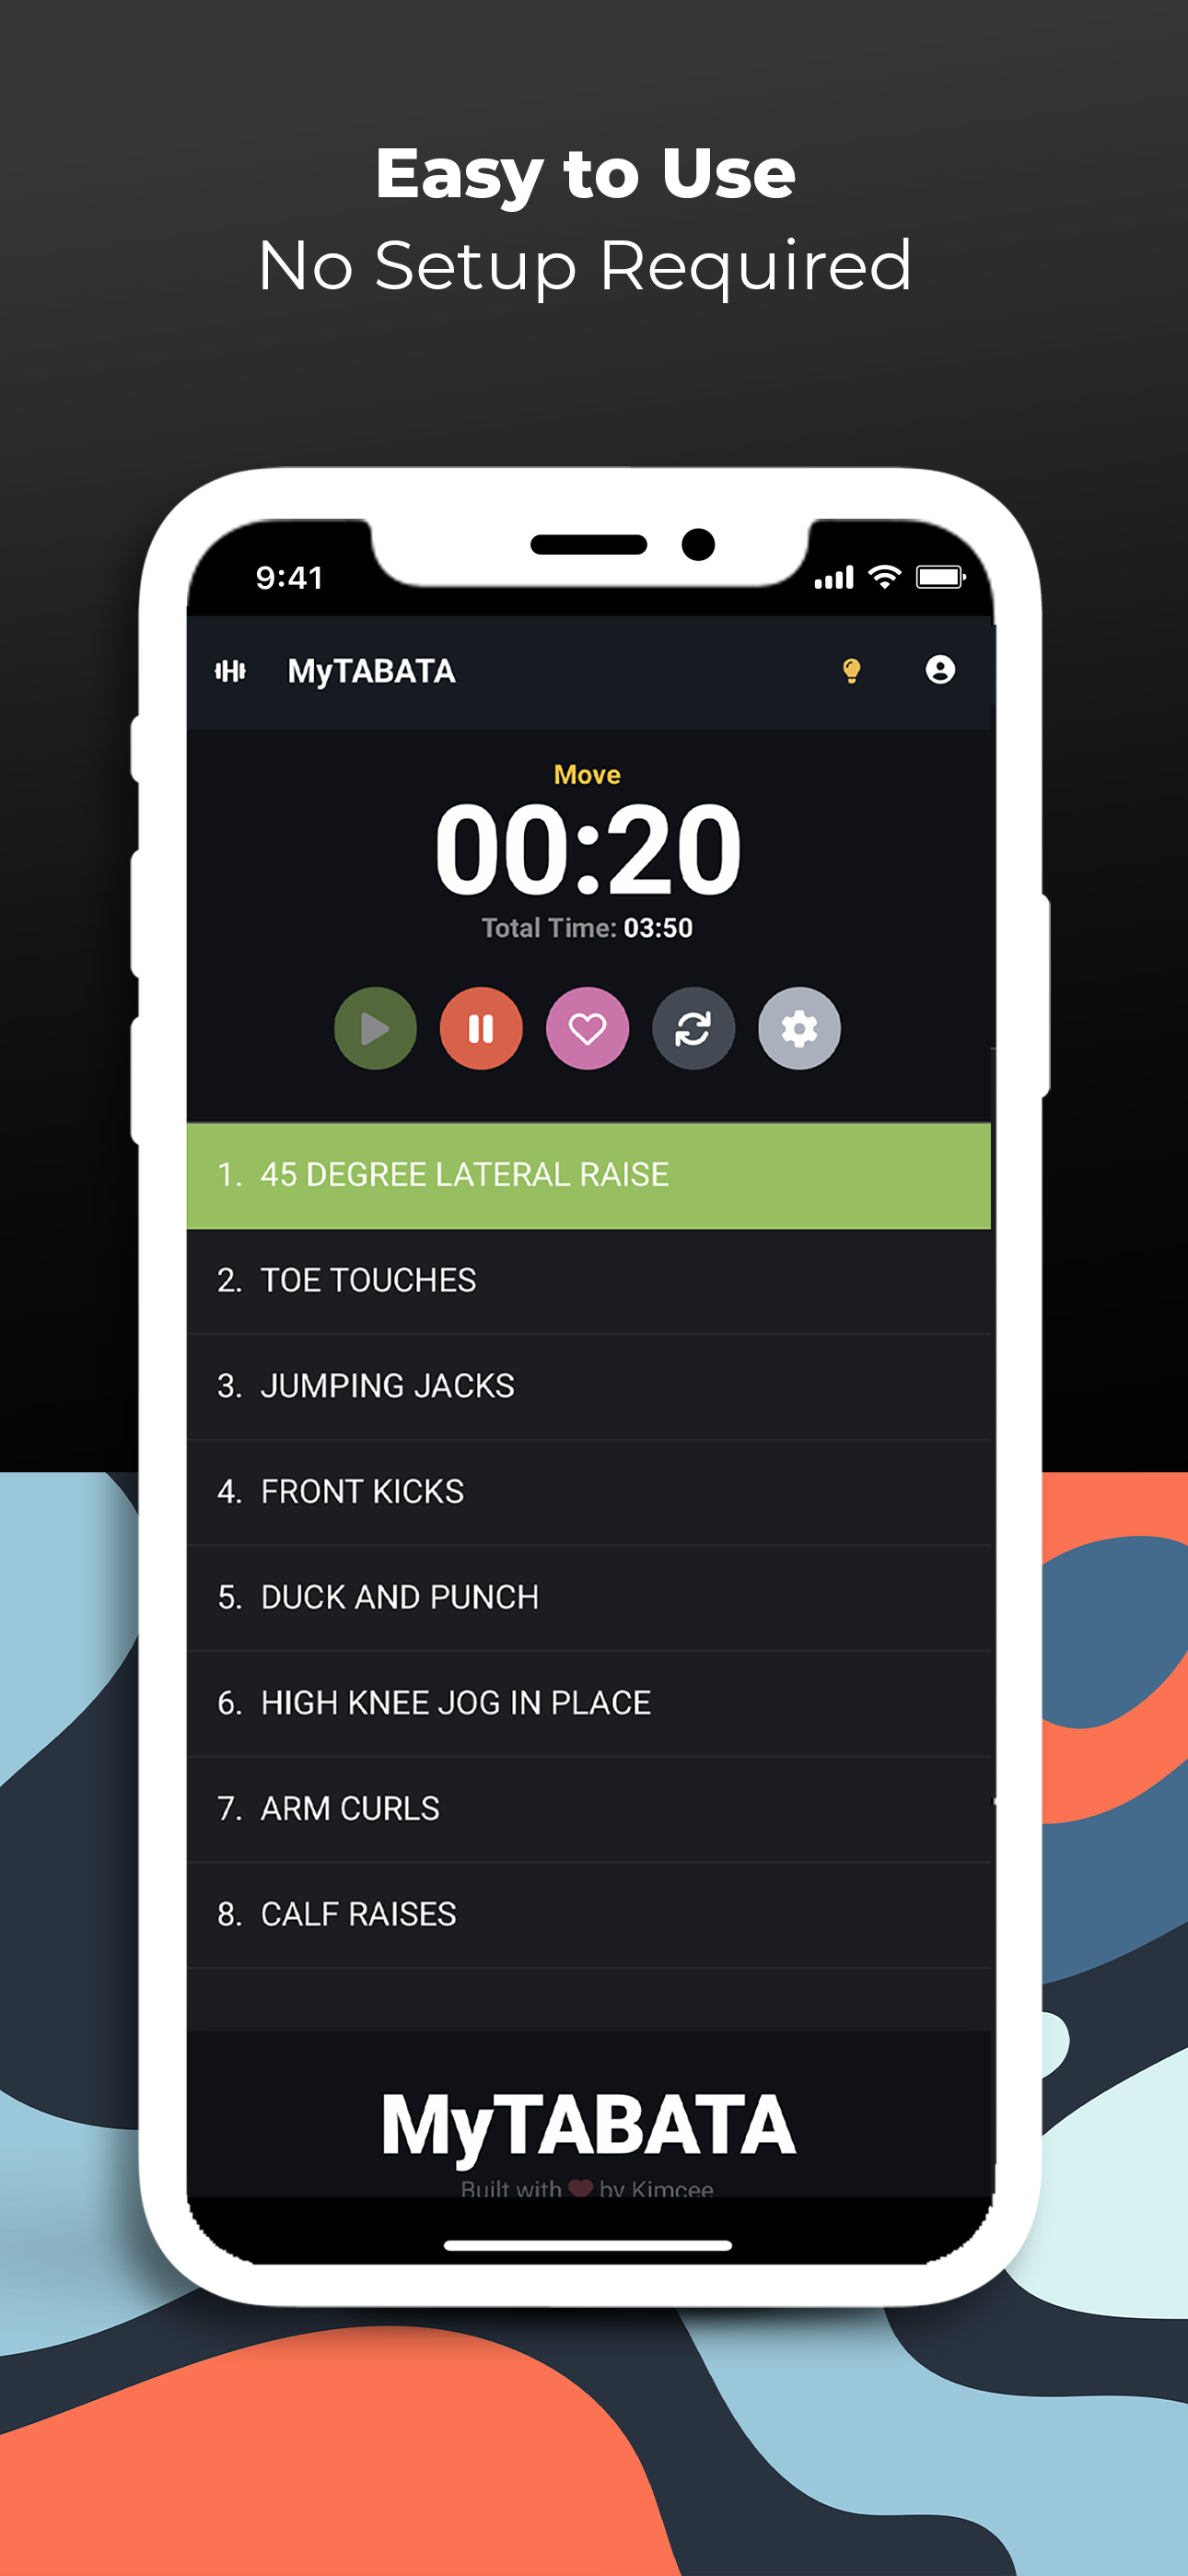 Easy to Use
No Setup Required
9:41
MyTABATA
Move
00:20
Total Time: 03:50
1. 45 DEGREE LATERAL RAISE
2. TOE TOUCHES
3. JUMPING JACKS
4. FRONT KICKS
5. DUCK AND PUNCH
6. HIGH KNEE JOG IN PLACE
7. ARM CURLS
8. CALF RAISES
MyTABATA
Built with ❤ by Kimcee